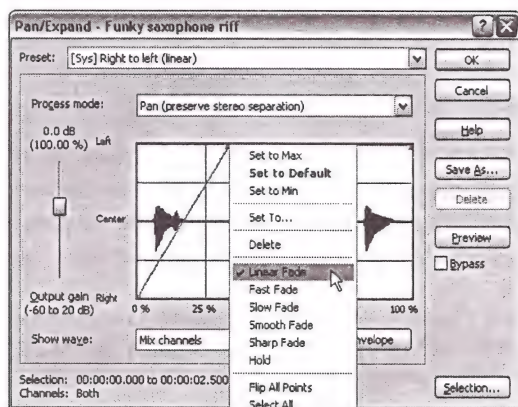 Pan/Expand - Funky saxophone riff
Preset: [Sys] Right to left (linear)
OK
Cancel
Help
Save As...
Delete
Preview
Bypass
Process mode: Pan (preserve stereo separation)
0.0 dB
(100.00 %)
Left
Center
Right
Output gain
(-60 to 20 dB)
0 % 25 % 100 %
Set to Max
Set to Default
Set to Min
Set To...
Delete
Linear Fade
Fast Fade
Slow Fade
Smooth Fade
Sharp Fade
Hold
Flip All Points
Select All
Show wave: Mix channels
Selection: 00:00:00.000 to 00:00:02.500
Channels: Both
Selection...